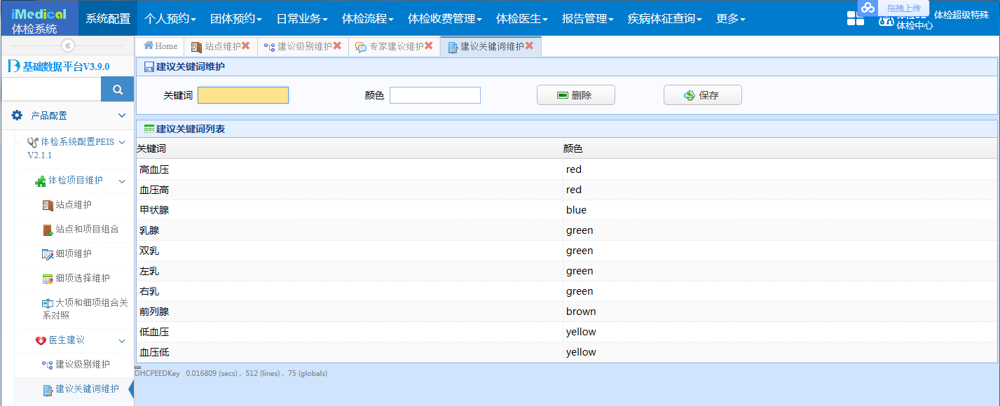 iMedical
体检系统
系统配置 个人预约 团体预约 日常业务 体检流程 体检收费管理 体检医生 报告管理 疾病体征查询 更多
拖拽上传
体检超级特殊
体检中心
Home 站点维护 建议级别维护 专家建议维护 建议关键词维护
基础数据平台V3.9.0
产品配置
体检系统配置PEIS
V2.1.1
体检项目维护
站点维护
站点和项目组合
细项维护
细项选择维护
大项和细项组合关
系对照
医生建议
建议级别维护
建议关键词维护
建议关键词维护
关键词 颜色 删除 保存
建议关键词列表
关键词 颜色
高血压 red
血压高 red
甲状腺 blue
乳腺 green
双乳 green
左乳 green
右乳 green
前列腺 brown
低血压 yellow
血压低 yellow
DHCPEEDKey 0.016809 (secs) , 512 (lines) , 75 (globals)